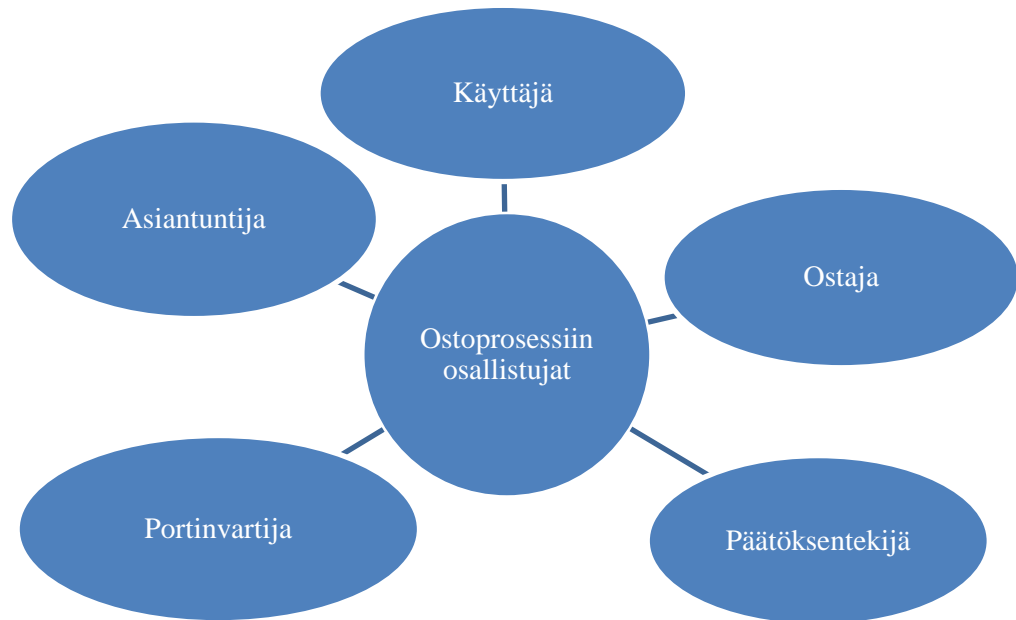 Käyttäjä
Asiantuntija
Ostaja
Ostoprosessiin
osallistujat
Portinvartija
Päätöksentekijä